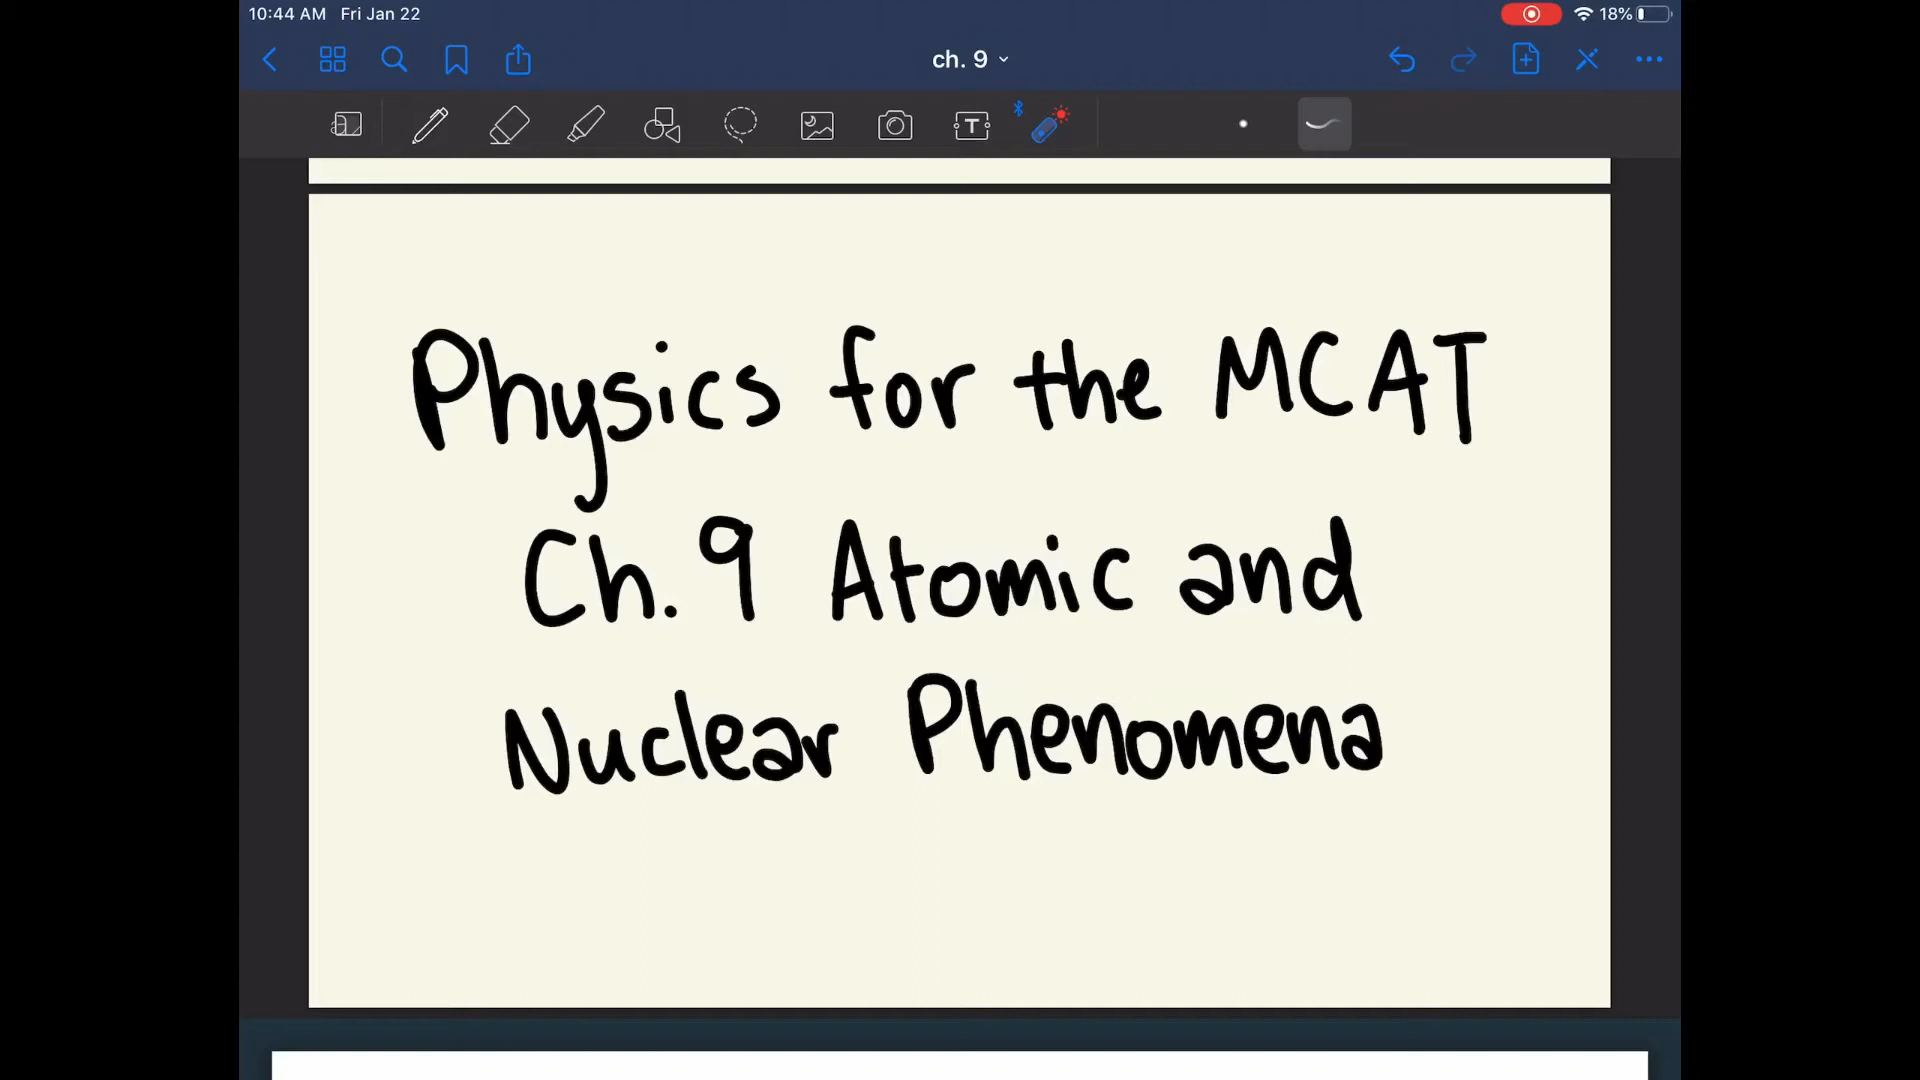 10:44 AM Fri Jan 22
18%
ch. 9
T
Physics for the MCAT
Ch. 9 Atomic and
Nuclear Phenomena